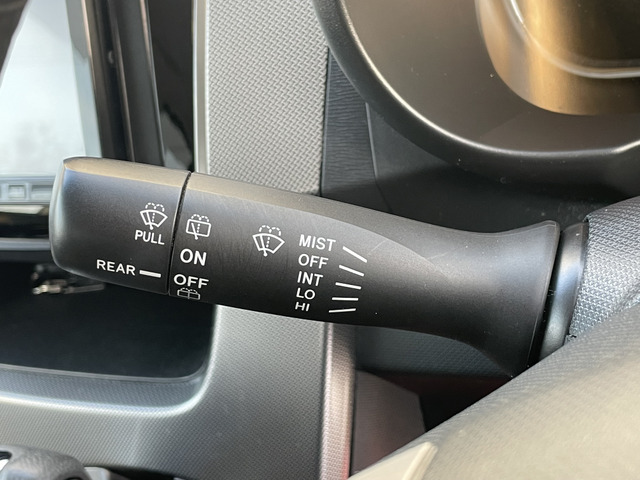 PULL
REAR
ON
OFF
MIST
OFF
INT
LO
HI